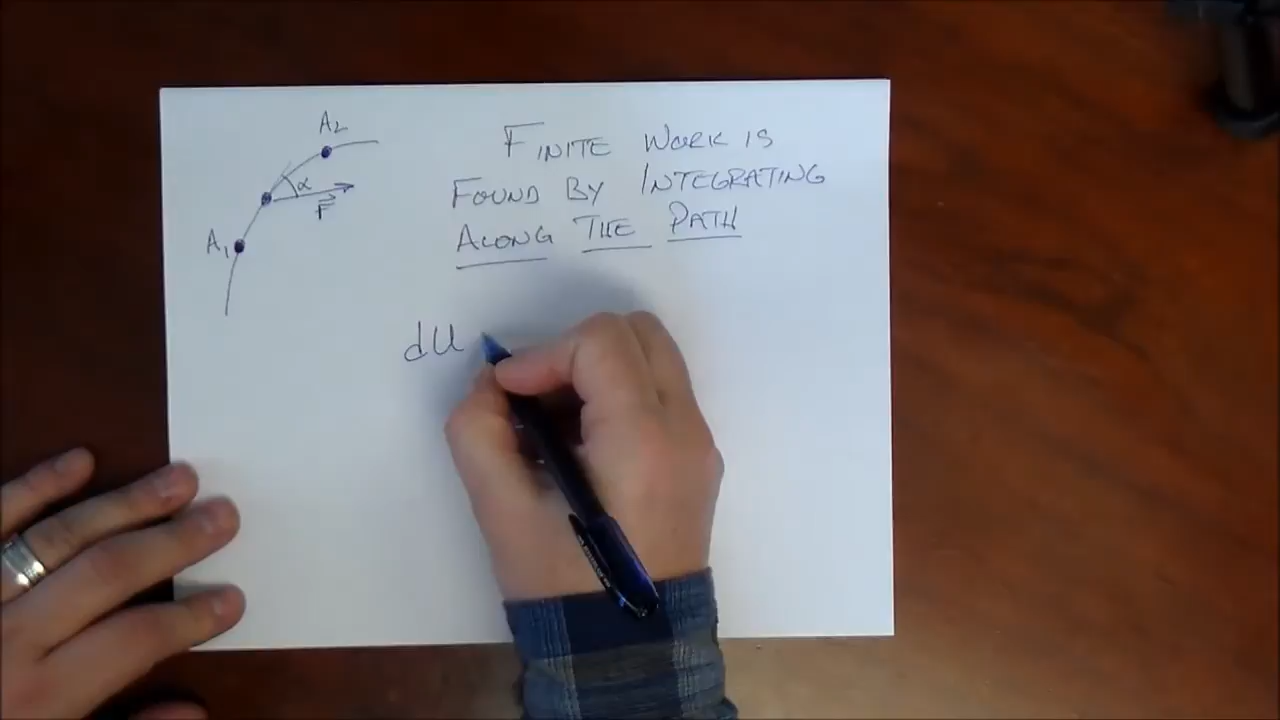 A2
α
F
A1
FINITE WORK IS
FOUND BY INTEGRATING
ALONG THE PATH
dU